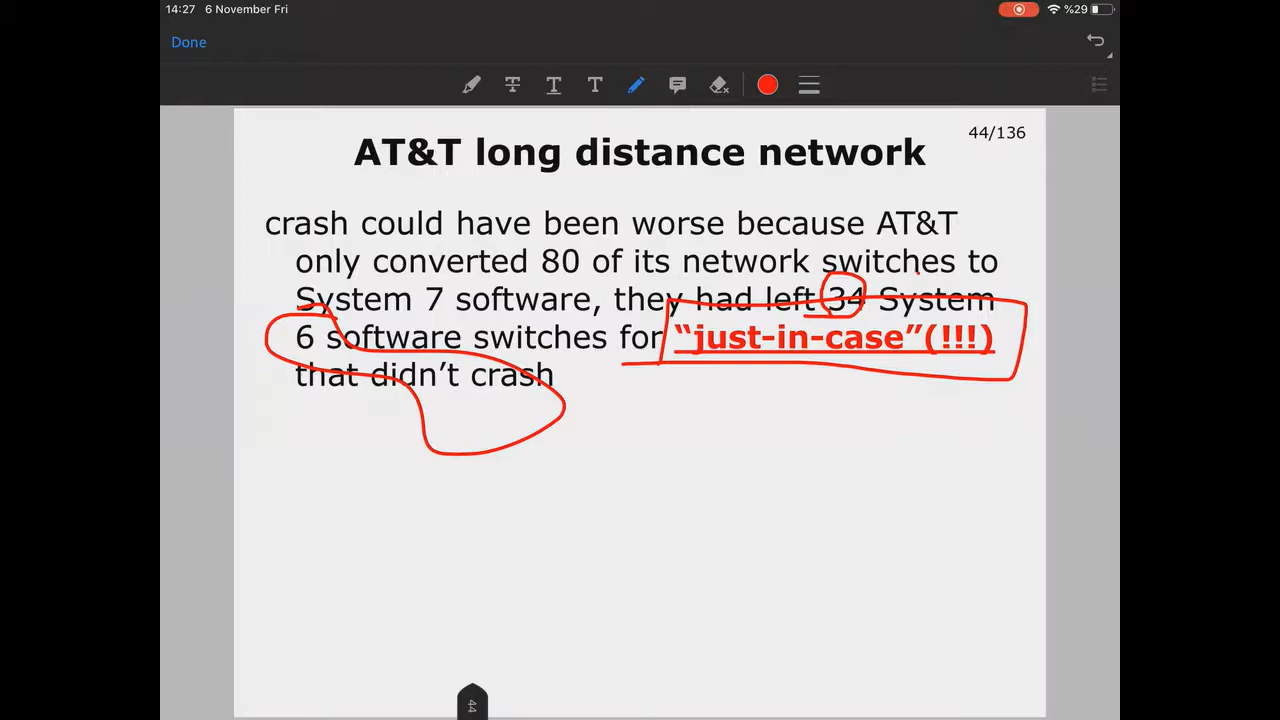 14:27 6 November Fri %29
Done
44/136
AT&T long distance network
crash could have been worse because AT&T
only converted 80 of its network switches to
System 7 software, they had left 34 System
6 software switches for “just-in-case”(!!!)
that didn’t crash
44